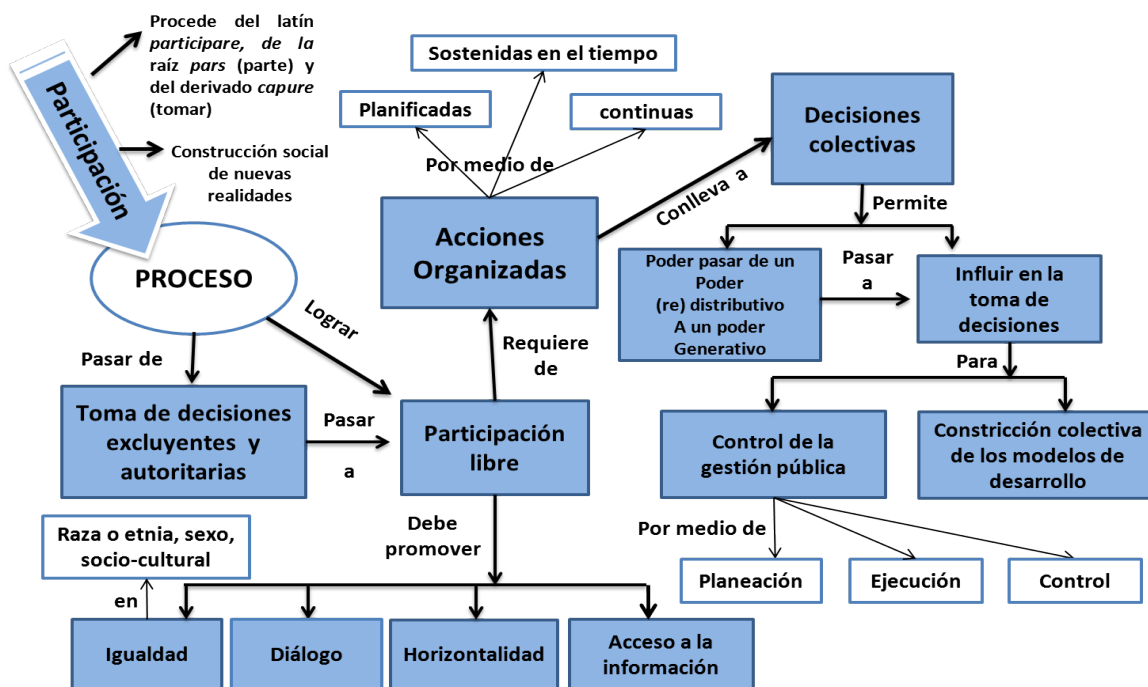 Participación
Procede del latín
participare, de la
raíz pars (parte) y
del derivado capure
(tomar)
Construcción social
de nuevas
realidades
PROCESO
Pasar de
Lograr
Toma de decisiones
excluyentes y
autoritarias
Pasar
a
Participación
libre
Requiere
de
Acciones
Organizadas
Por medio de
Planificadas
Sostenidas en el tiempo
continuas
Conlleva a
Decisiones
colectivas
Permite
Poder pasar de un
Poder
(re) distributivo
A un poder
Generativo
Pasar
a
Influir en la
toma de
decisiones
Para
Control de la
gestión pública
Constricción colectiva
de los modelos de
desarrollo
Por medio de
Planeación
Ejecución
Control
Debe
promover
Raza o etnia, sexo,
socio-cultural
en
Igualdad
Diálogo
Horizontalidad
Acceso a la
información